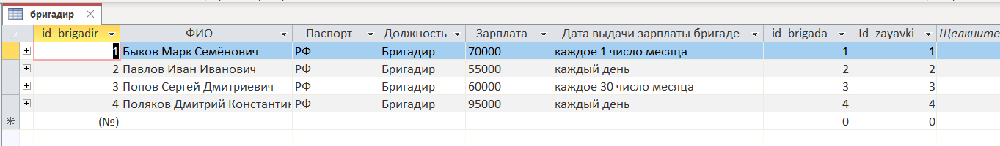 бригадир
id_brigadir ФИО Паспорт Должность Зарплата Дата выдачи зарплаты бригаде id_brigada Id_zayavki Щелкните
1 Быков Марк Семёнович РФ Бригадир 70000 каждое 1 число месяца 1 1
2 Павлов Иван Иванович РФ Бригадир 55000 каждый день 2 2
3 Попов Сергей Дмитриевич РФ Бригадир 60000 каждое 30 число месяца 3 3
4 Поляков Дмитрий Константин РФ Бригадир 95000 каждый день 4 4
(№) 0 0